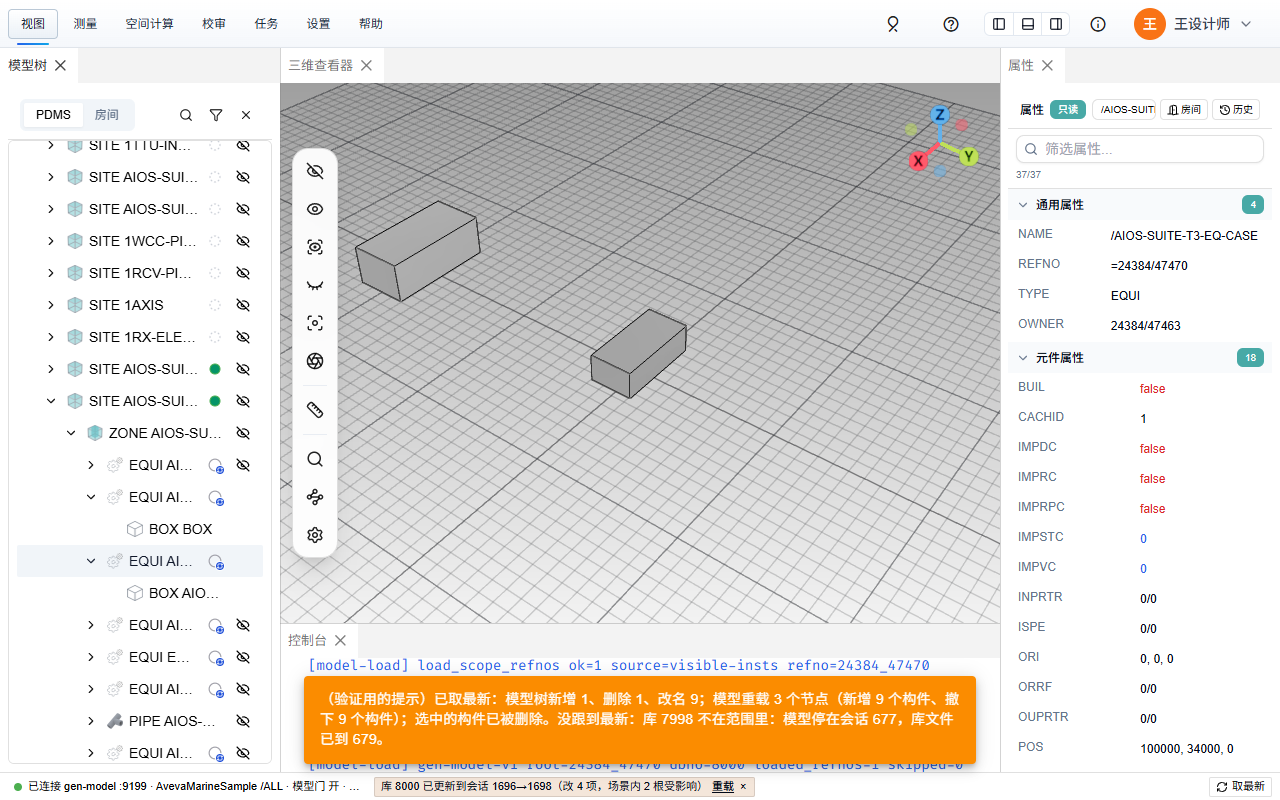 视图 测量 空间计算 校审 任务 设置 帮助 王 王设计师
模型树 三维查看器 属性
PDMS 房间
SITE 1TTU-IN...
SITE AIOS-SUI...
SITE AIOS-SUI...
SITE 1WCC-PI...
SITE 1RCV-PI...
SITE 1AXIS
SITE 1RX-ELE...
SITE AIOS-SUI...
SITE AIOS-SUI...
ZONE AIOS-SU...
EQUI AI...
EQUI AI...
BOX BOX
EQUI AI...
BOX AIO...
EQUI AI...
EQUI E...
EQUI AI...
PIPE AIOS-...
EQUI AI...
Z
X
Y
控制台
[model-load] load_scope_refnos ok=1 source=visible-insts refno=24384_47470
（验证用的提示）已取最新：模型树新增 1、删除 1、改名 9；模型重载 3 个节点（新增 9 个构件、撤
下 9 个构件）；选中的构件已被删除。没跟到最新：库 7998 不在范围里：模型停在会话 677，库文件
已到 679。
[model-load] gen-model-v1 root=24384_47470 dbno=8000 loaded_refnos=1 skipped=0
属性 只读 /AIOS-SUIT 房间 历史
筛选属性...
37/37
通用属性 4
NAME /AIOS-SUITE-T3-EQ-CASE
REFNO =24384/47470
TYPE EQUI
OWNER 24384/47463
元件属性 18
BUIL false
CACHID 1
IMPDC false
IMPRC false
IMPRPC false
IMPSTC 0
IMPVC 0
INPRTR 0/0
ISPE 0/0
ORI 0, 0, 0
ORRF 0/0
OUPRTR 0/0
POS 100000, 34000, 0
已连接 gen-model :9199 · AvevaMarineSample /ALL · 模型门 开 · ...
库 8000 已更新到会话 1696→1698（改 4 项，场景内 2 根受影响） 重载 ×
取最新